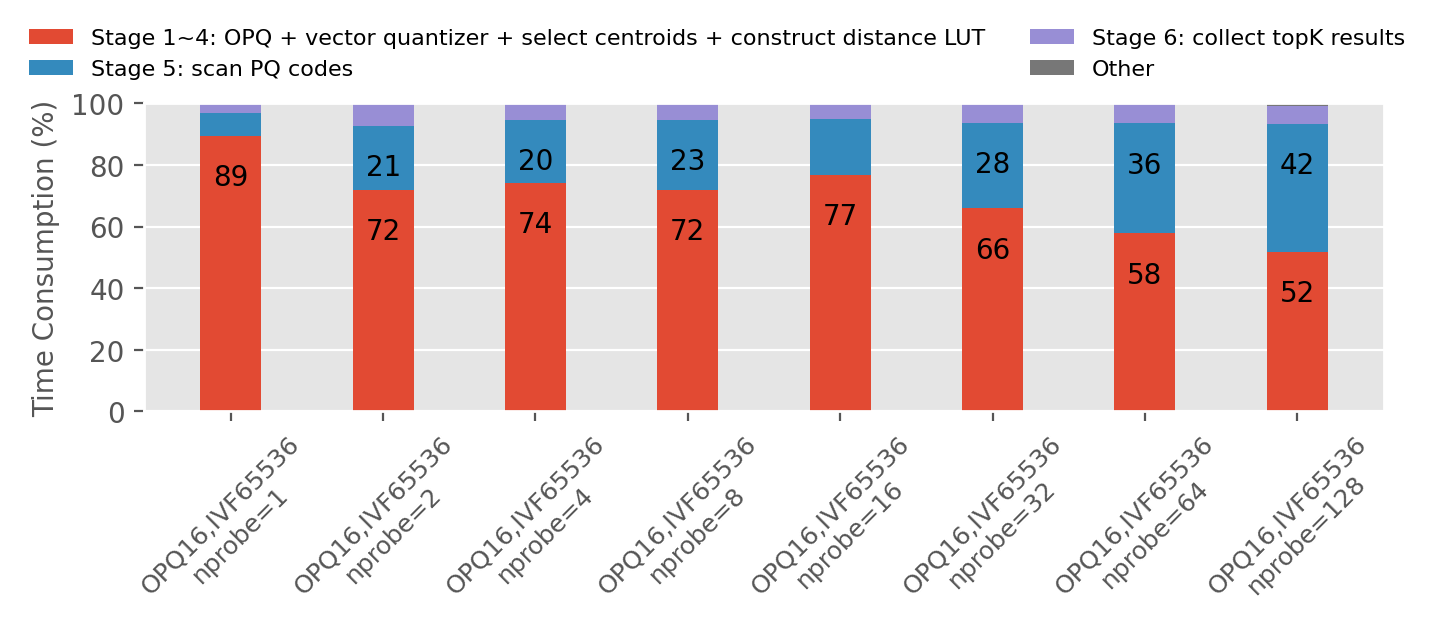 Stage 1~4: OPQ + vector quantizer + select centroids + construct distance LUT
Stage 5: scan PQ codes
Stage 6: collect topK results
Other
Time Consumption (%)
100
80
60
40
20
0
89
21
72
20
74
23
72
77
28
66
36
58
42
52
OPQ16,IVF65536
nprobe=1
OPQ16,IVF65536
nprobe=2
OPQ16,IVF65536
nprobe=4
OPQ16,IVF65536
nprobe=8
OPQ16,IVF65536
nprobe=16
OPQ16,IVF65536
nprobe=32
OPQ16,IVF65536
nprobe=64
OPQ16,IVF65536
nprobe=128